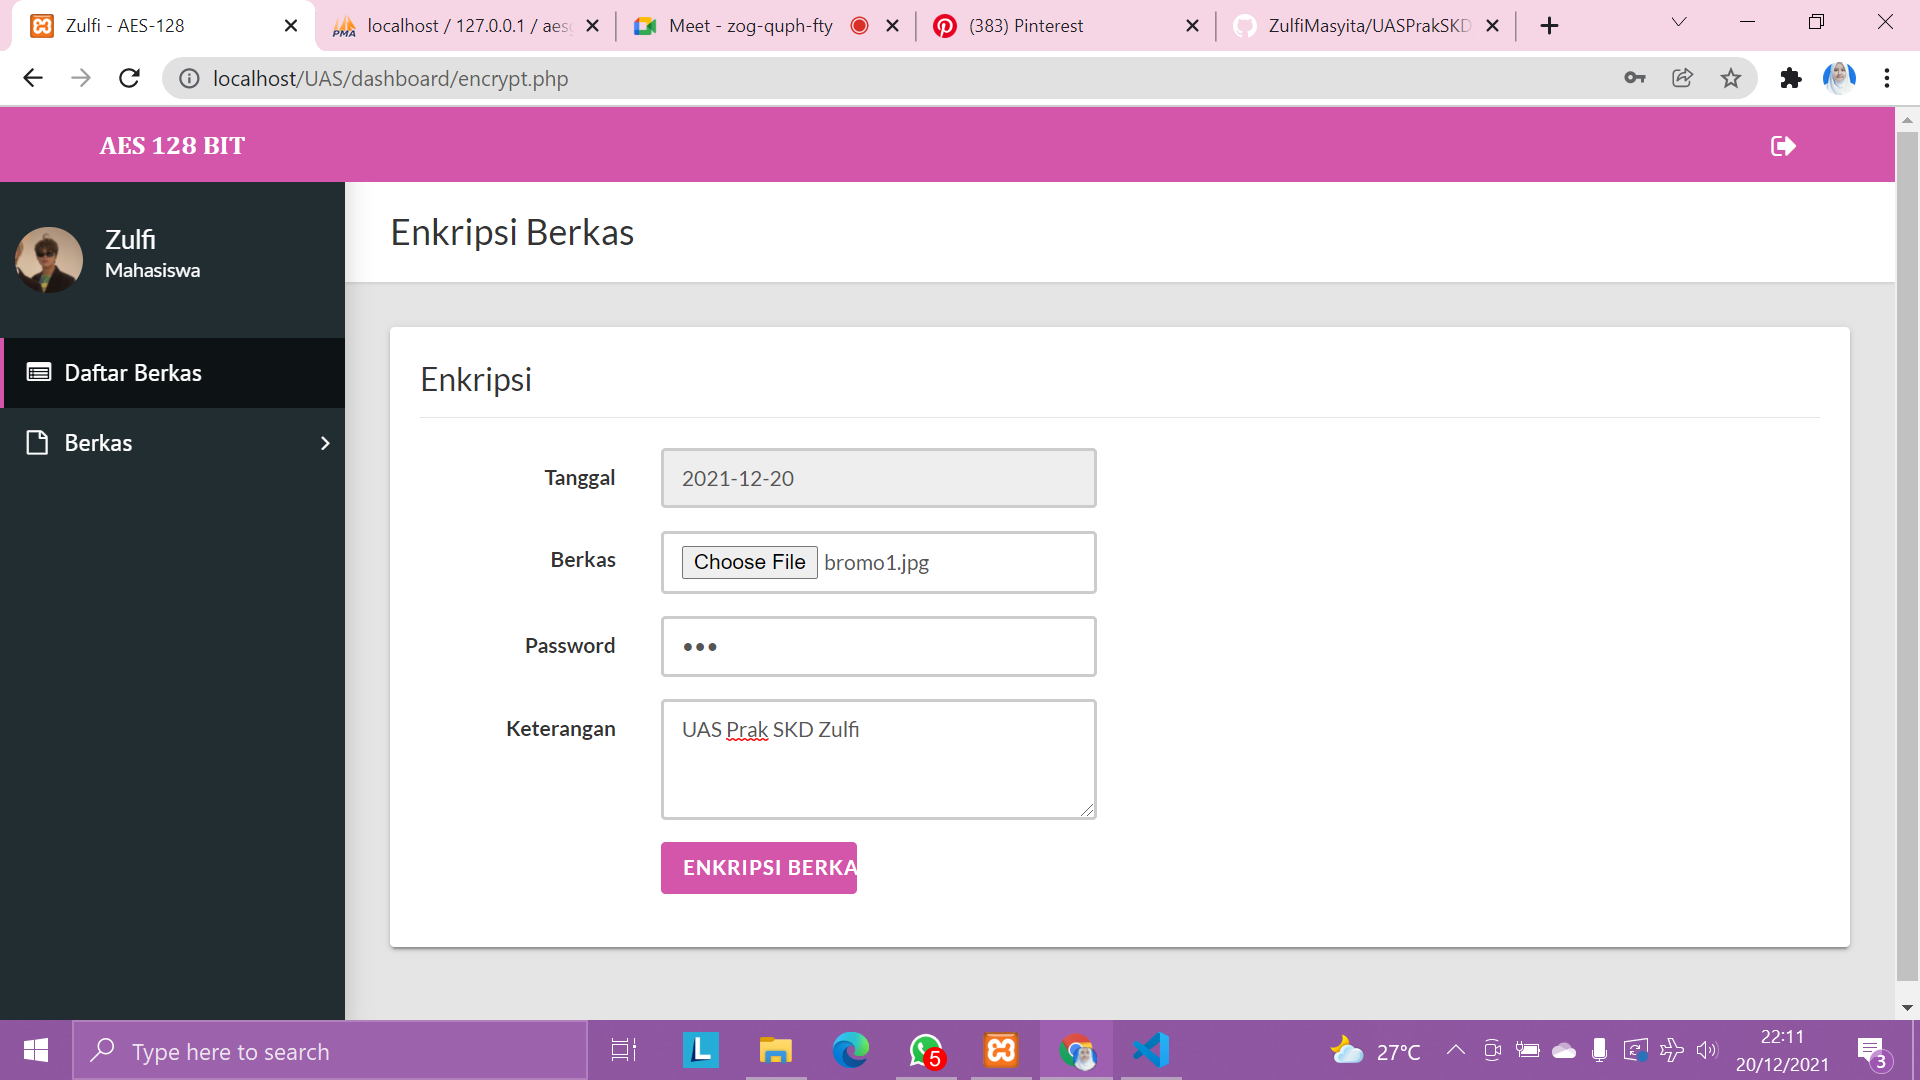 Zulfi - AES-128
localhost / 127.0.0.1 / aes
Meet - zog-quph-fty
(383) Pinterest
ZulfiMasyita/UASPrakSKD
localhost/UAS/dashboard/encrypt.php
AES 128 BIT
Zulfi
Mahasiswa
Daftar Berkas
Berkas
Enkripsi Berkas
Enkripsi
Tanggal
2021-12-20
Berkas
Choose File bromo1.jpg
Password
Keterangan
UAS Prak SKD Zulfi
ENKRIPSI BERKA
Type here to search
L
5
27°C
22:11
20/12/2021
3